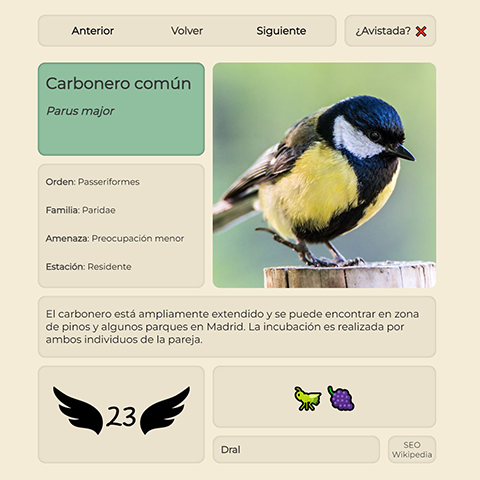 Anterior Volver Siguiente ¿Avistada?
Carbonero común
Parus major
Orden: Passeriformes
Familia: Paridae
Amenaza: Preocupación menor
Estación: Residente
El carbonero está ampliamente extendido y se puede encontrar en zona
de pinos y algunos parques en Madrid. La incubación es realizada por
ambos individuos de la pareja.
23
Dral
SEO
Wikipedia